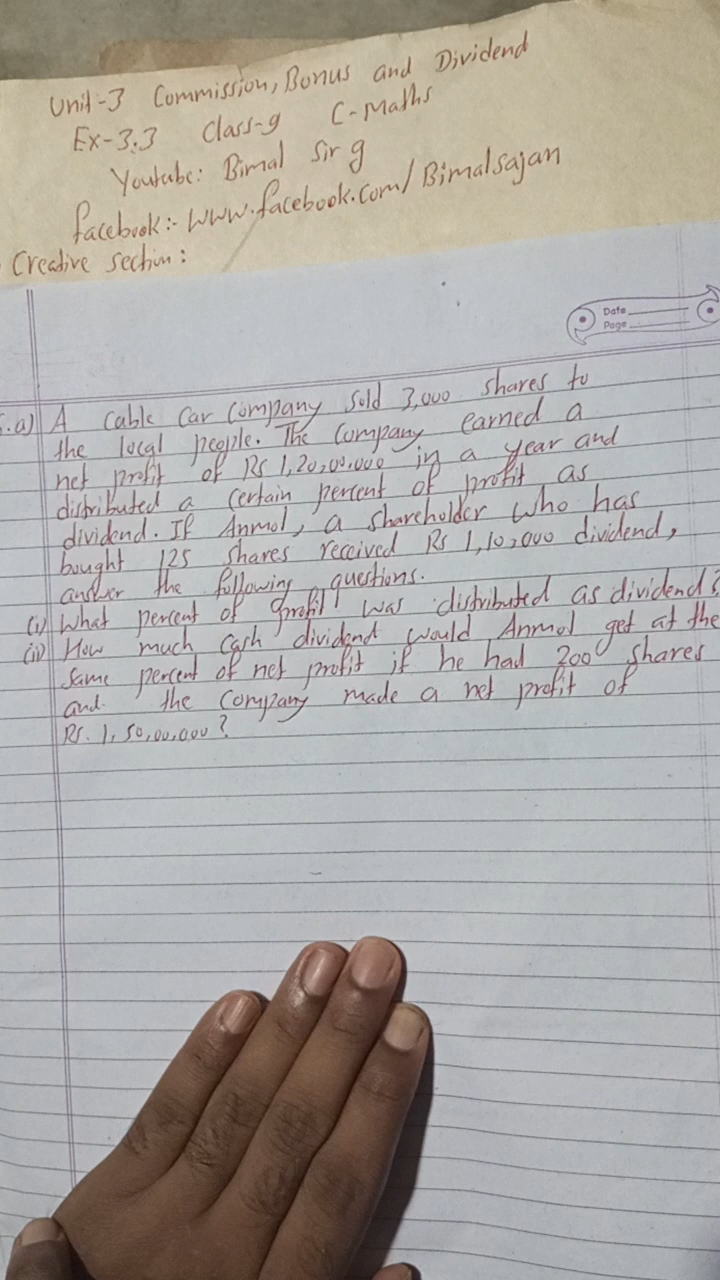 Unit-3 Commission, Bonus and Dividend
Ex-3.3 Class-9 C-Maths
Youtube: Bimal Sir g
facebook:- www.facebook.com/Bimalsajan
Creative section:
Date
Page
.a) A Cable Car Company sold 3,000 shares to
the local people. The Company earned a
net profit of Rs 1,20,00,000 in a year and
distributed a certain percent of profit as
dividend. If Anmol, a shareholder who has
bought 125 shares received Rs 1,10,000 dividend,
answer the following questions.
(i) What percent of profit was distributed as dividend?
(ii) How much cash dividend would Anmol get at the
same percent of net profit if he had 200 shares
and the Company made a net profit of
Rs. 1,50,00,000?